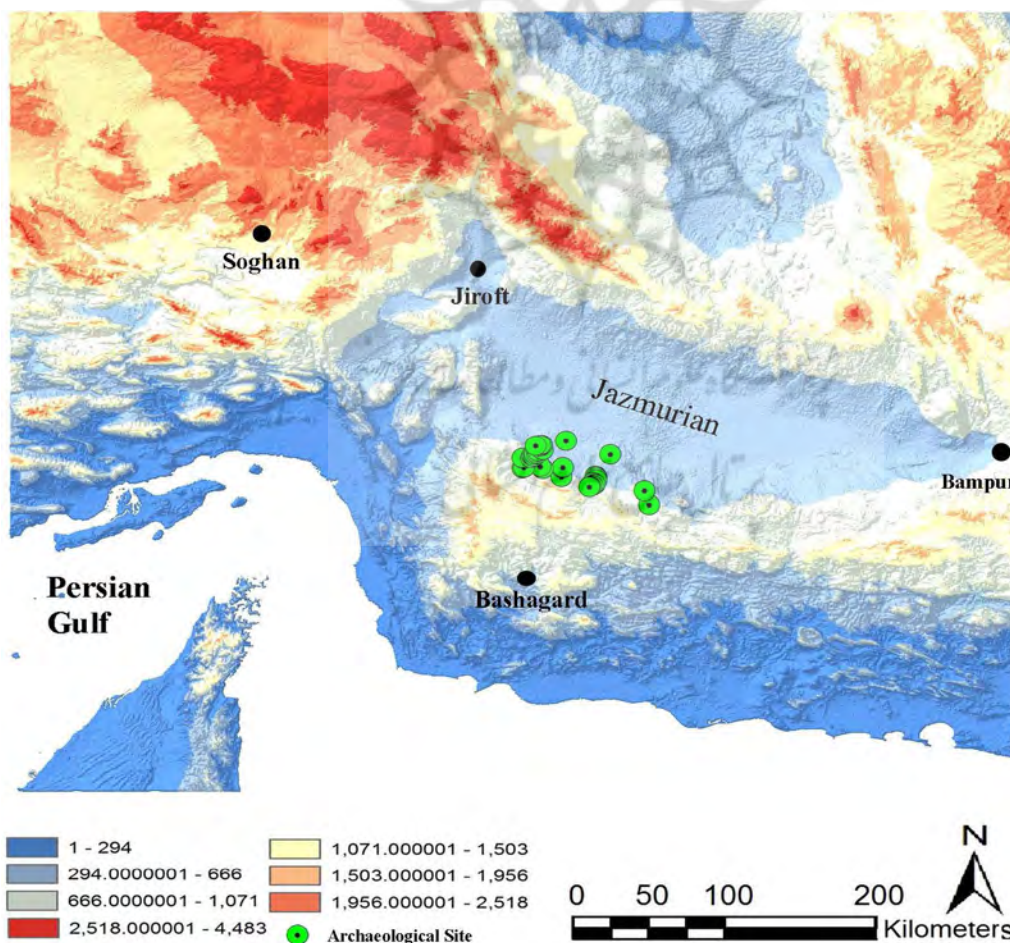 Soghan
Jiroft
Jazmurian
Bampur
Bashagard
Persian
Gulf
1 - 294
294.0000001 - 666
666.0000001 - 1,071
2,518.000001 - 4,483
1,071.000001 - 1,503
1,503.000001 - 1,956
1,956.000001 - 2,518
Archaeological Site
N
0 50 100 200
Kilometers